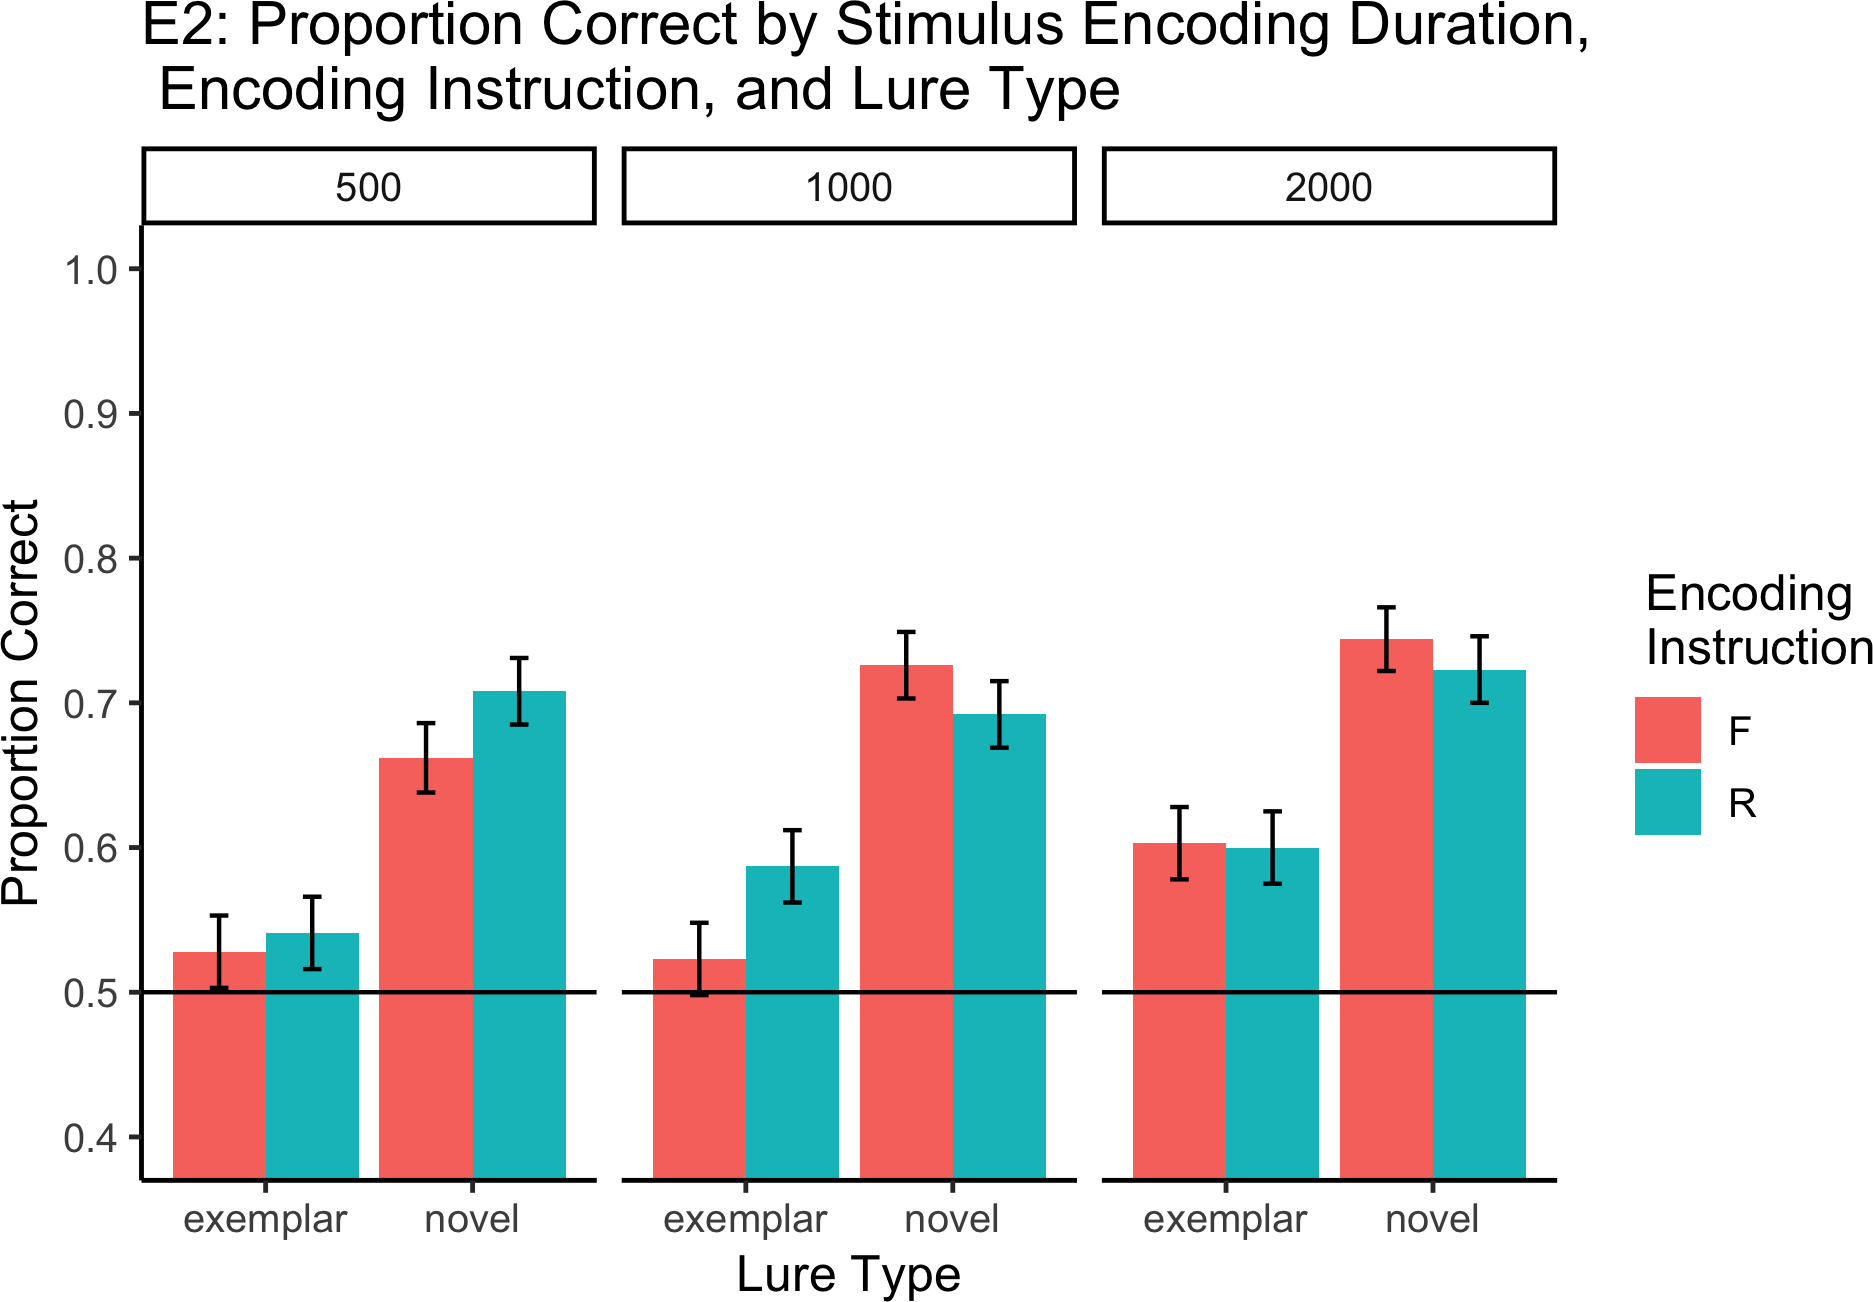 E2: Proportion Correct by Stimulus Encoding Duration,
Encoding Instruction, and Lure Type
500
1000
2000
1.0
0.9
0.8
0.7
0.6
0.5
0.4
Proportion Correct
exemplar
novel
exemplar
novel
exemplar
novel
Lure Type
Encoding
Instruction
F
R